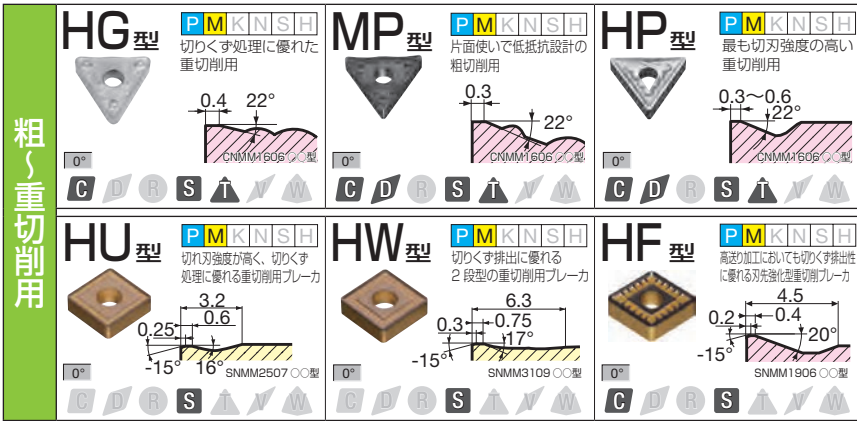 粗～重切削用
HG型
P M K N S H
切りくず処理に優れた
重切削用
0.4
22°
CNMM1606○○型
0°
C D R S T V W
MP型
P M K N S H
片面使いで低抵抗設計の
粗切削用
0.3
22°
CNMM1606○○型
0°
C D R S T V W
HP型
P M K N S H
最も切刃強度の高い
重切削用
0.3～0.6
22°
CNMM1606○○型
0°
C D R S T V W
HU型
P M K N S H
切れ刃強度が高く、切りくず
処理に優れる重切削用ブレーカ
3.2
0.6
0.25
-15°
16°
SNMM2507○○型
0°
C D R S T V W
HW型
P M K N S H
切りくず排出に優れる
2段型の重切削用ブレーカ
6.3
0.75
0.3
17°
-15°
SNMM3109○○型
0°
C D R S T V W
HF型
P M K N S H
高送り加工においても切りくず排出性
に優れる刃先強化型重切削ブレーカ
4.5
0.4
0.2
20°
-15°
SNMM1906○○型
0°
C D R S T V W